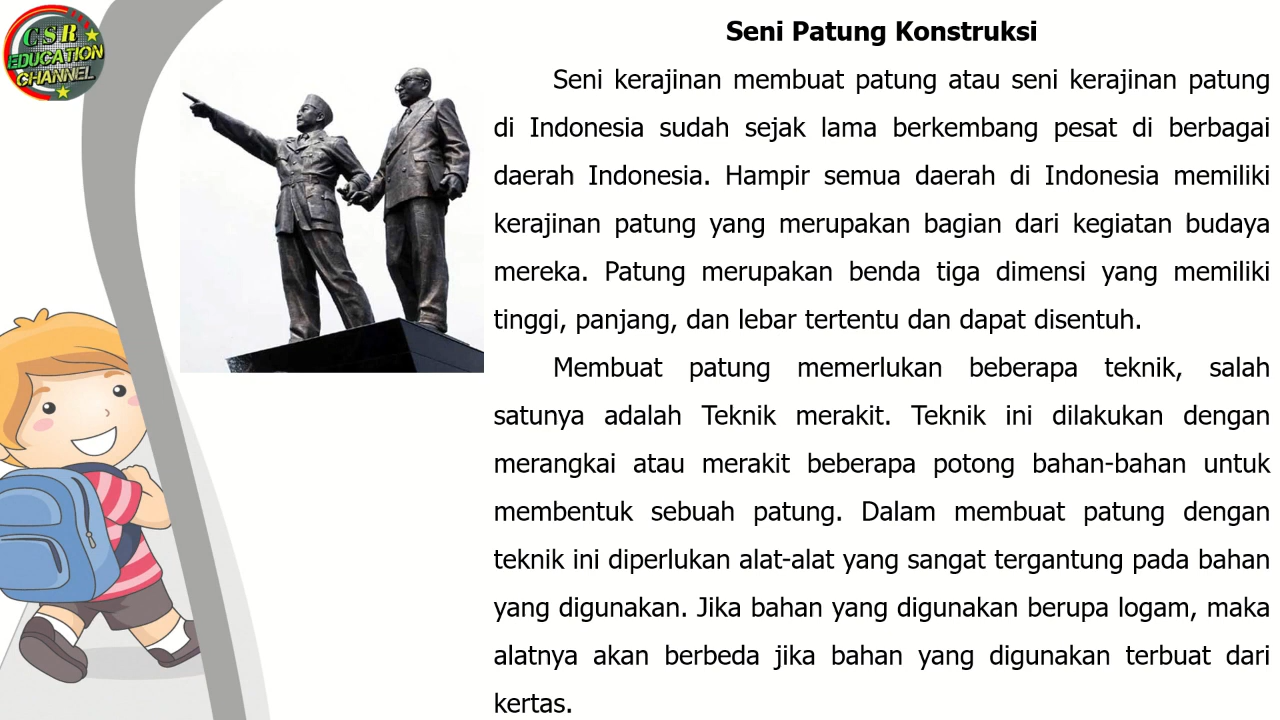 CSR
EDUCATION
CHANNEL
Seni Patung Konstruksi
Seni kerajinan membuat patung atau seni kerajinan patung
di Indonesia sudah sejak lama berkembang pesat di berbagai
daerah Indonesia. Hampir semua daerah di Indonesia memiliki
kerajinan patung yang merupakan bagian dari kegiatan budaya
mereka. Patung merupakan benda tiga dimensi yang memiliki
tinggi, panjang, dan lebar tertentu dan dapat disentuh.
Membuat patung memerlukan beberapa teknik, salah
satunya adalah Teknik merakit. Teknik ini dilakukan dengan
merangkai atau merakit beberapa potong bahan-bahan untuk
membentuk sebuah patung. Dalam membuat patung dengan
teknik ini diperlukan alat-alat yang sangat tergantung pada bahan
yang digunakan. Jika bahan yang digunakan berupa logam, maka
alatnya akan berbeda jika bahan yang digunakan terbuat dari
kertas.